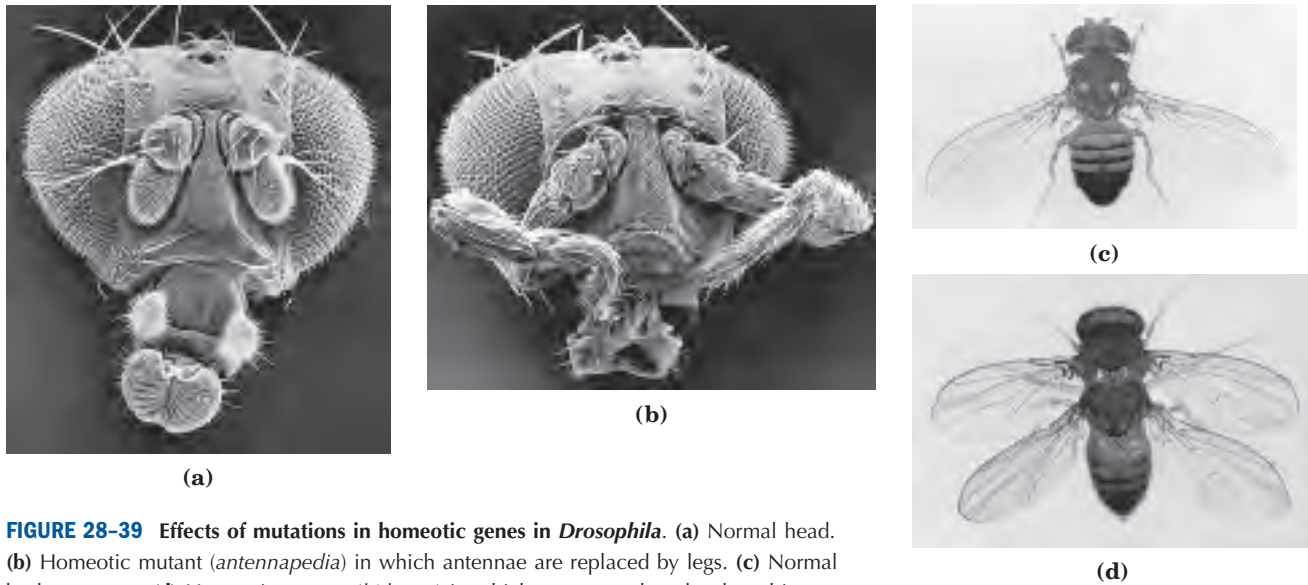 (a)
(b)
(c)
(d)
FIGURE 28–39 Effects of mutations in homeotic genes in Drosophila. (a) Normal head.
(b) Homeotic mutant (antennapedia) in which antennae are replaced by legs. (c) Normal